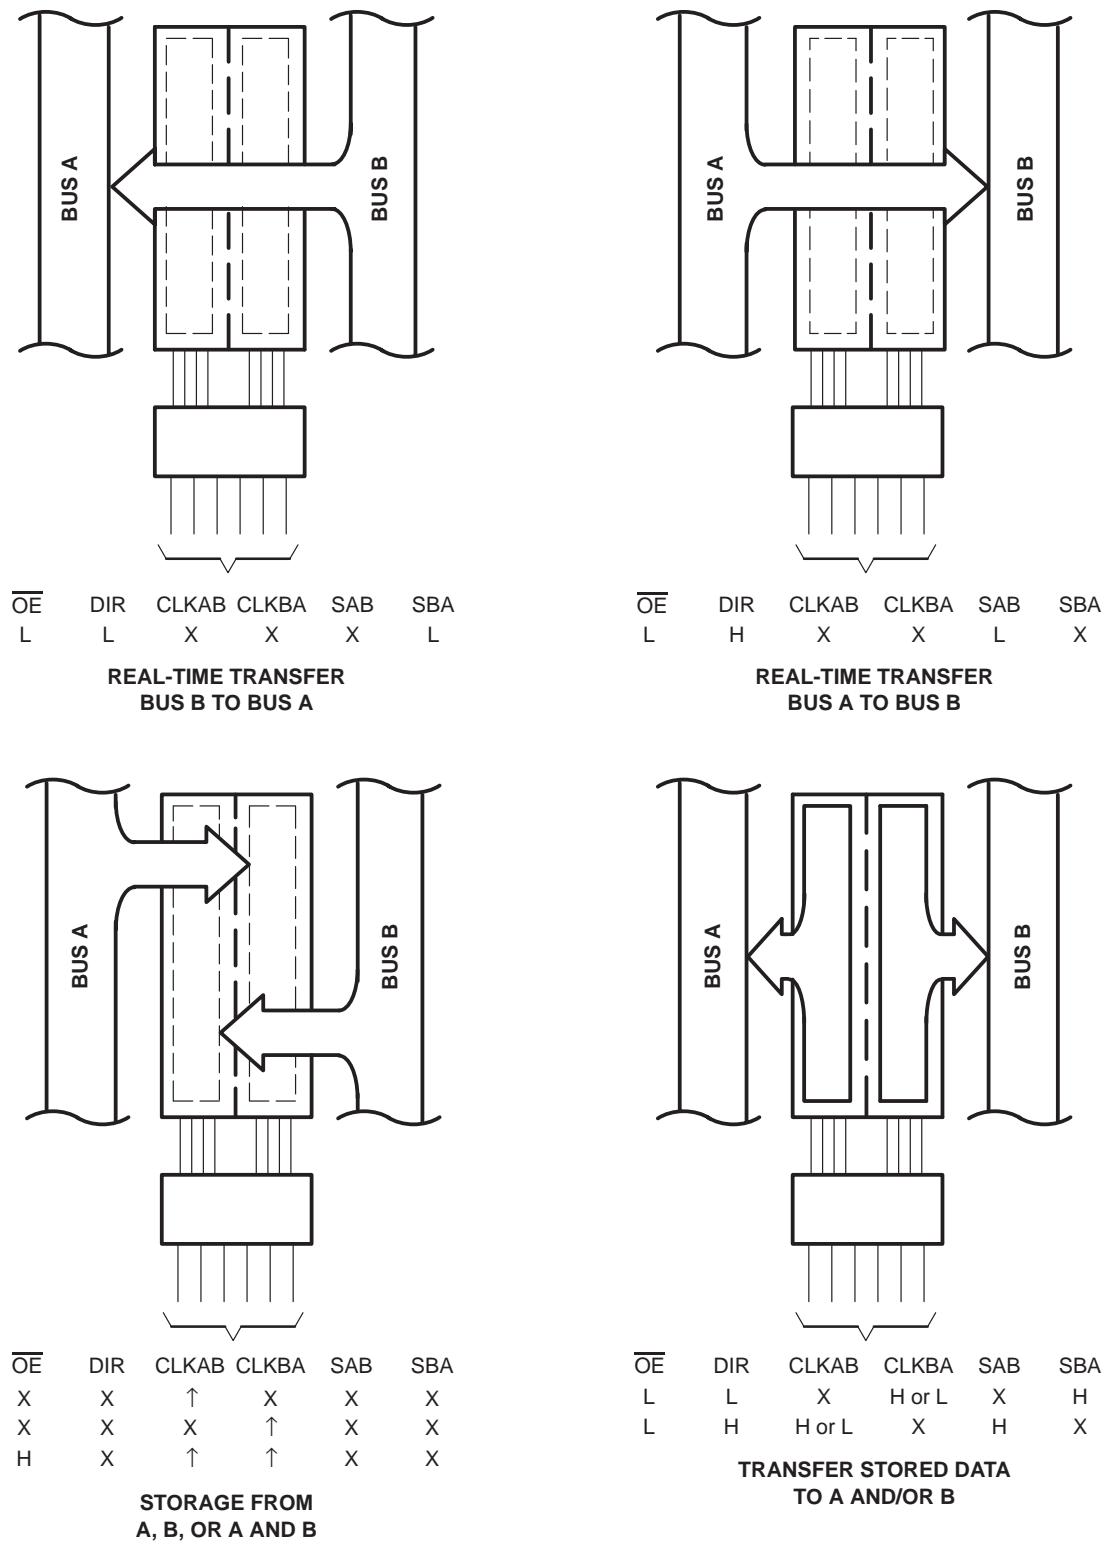 BUS A
BUS B
OE DIR CLKAB CLKBA SAB SBA
L L X X X L
REAL-TIME TRANSFER
BUS B TO BUS A
BUS A
BUS B
OE DIR CLKAB CLKBA SAB SBA
L H X X L X
REAL-TIME TRANSFER
BUS A TO BUS B
BUS A
BUS B
OE DIR CLKAB CLKBA SAB SBA
X X ↑ X X X
X X X ↑ X X
H X ↑ ↑ X X
STORAGE FROM
A, B, OR A AND B
BUS A
BUS B
OE DIR CLKAB CLKBA SAB SBA
L L X H or L X H
L H H or L X H X
TRANSFER STORED DATA
TO A AND/OR B